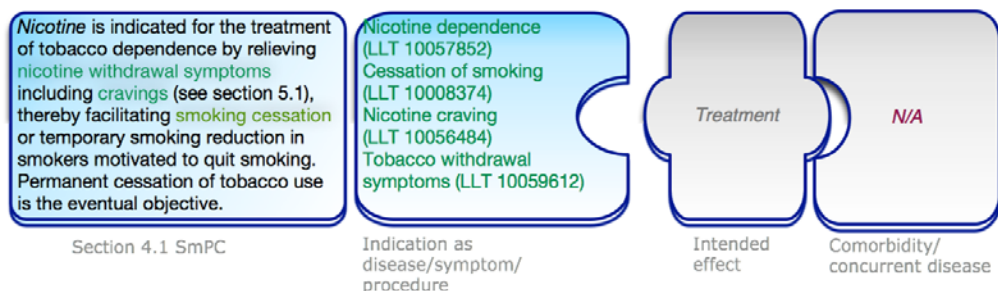 Nicotine is indicated for the treatment
of tobacco dependence by relieving
nicotine withdrawal symptoms
including cravings (see section 5.1),
thereby facilitating smoking cessation
or temporary smoking reduction in
smokers motivated to quit smoking.
Permanent cessation of tobacco use
is the eventual objective.
Section 4.1 SmPC
Nicotine dependence
(LLT 10057852)
Cessation of smoking
(LLT 10008374)
Nicotine craving
(LLT 10056484)
Tobacco withdrawal
symptoms (LLT 10059612)
Indication as
disease/symptom/
procedure
Treatment
Intended
effect
N/A
Comorbidity/
concurrent disease